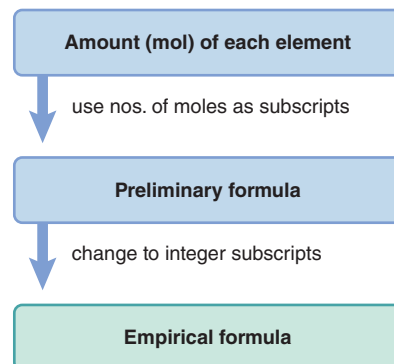 Amount (mol) of each element
use nos. of moles as subscripts
Preliminary formula
change to integer subscripts
Empirical formula